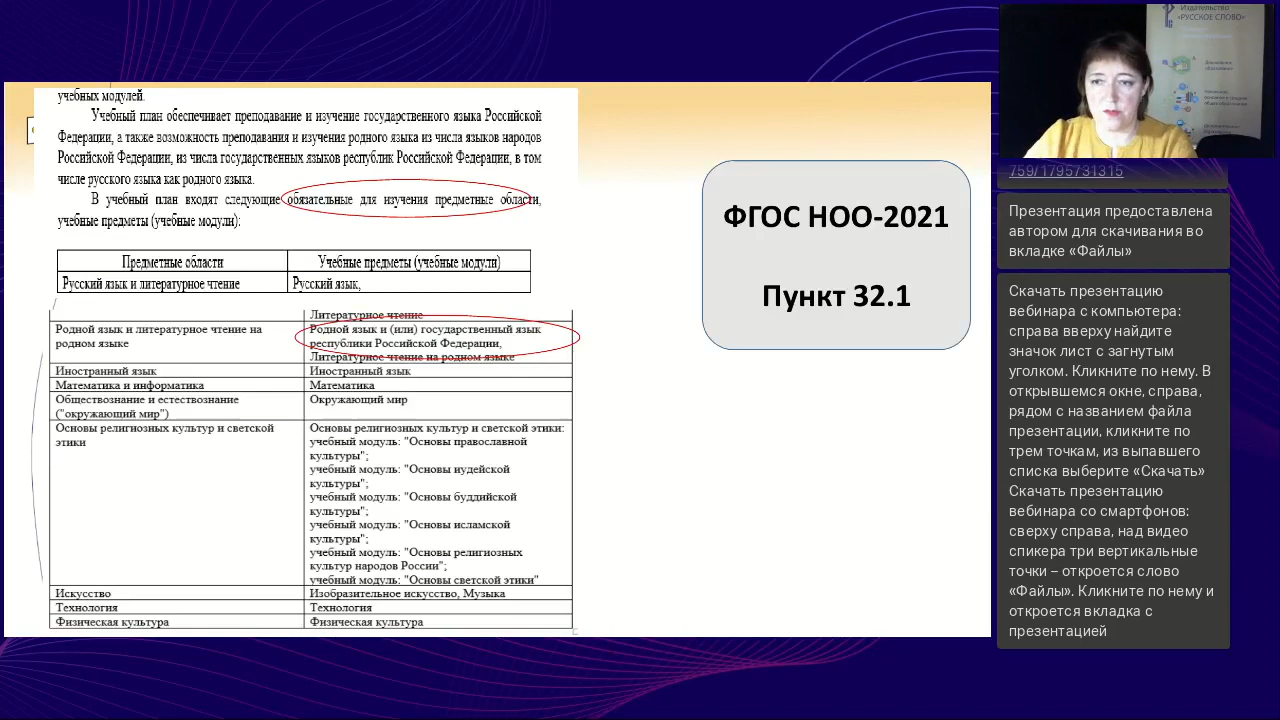 учебных модулей.
Учебный план обеспечивает преподавание и изучение государственного языка Российской
Федерации, а также возможность преподавания и изучения родного языка из числа языков народов
Российской Федерации, из числа государственных языков республик Российской Федерации, в том
числе русского языка как родного языка.
В учебный план входят следующие обязательные для изучения предметные области,
учебные предметы (учебные модули):
Предметные области
Учебные предметы (учебные модули)
Русский язык и литературное чтение
Русский язык,
Литературное чтение
Родной язык и литературное чтение на
родном языке
Родной язык и (или) государственный язык
республики Российской Федерации,
Литературное чтение на родном языке
Иностранный язык
Иностранный язык
Математика и информатика
Математика
Обществознание и естествознание
("окружающий мир")
Окружающий мир
Основы религиозных культур и светской
этики
Основы религиозных культур и светской этики:
учебный модуль: "Основы православной
культуры";
учебный модуль: "Основы иудейской
культуры";
учебный модуль: "Основы буддийской
культуры";
учебный модуль: "Основы исламской
культуры";
учебный модуль: "Основы религиозных
культур народов России";
учебный модуль: "Основы светской этики"
Искусство
Изобразительное искусство, Музыка
Технология
Технология
Физическая культура
Физическая культура
ФГОС НОО-2021
Пункт 32.1
Издательство
«РУССКОЕ СЛОВО»
759/1795731315
Презентация предоставлена
автором для скачивания во
вкладке «Файлы»
Скачать презентацию
вебинара с компьютера:
справа вверху найдите
значок лист с загнутым
уголком. Кликните по нему. В
открывшемся окне, справа,
рядом с названием файла
презентации, кликните по
трем точкам, из выпавшего
списка выберите «Скачать»
Скачать презентацию
вебинара со смартфонов:
сверху справа, над видео
спикера три вертикальные
точки – откроется слово
«Файлы». Кликните по нему и
откроется вкладка с
презентацией